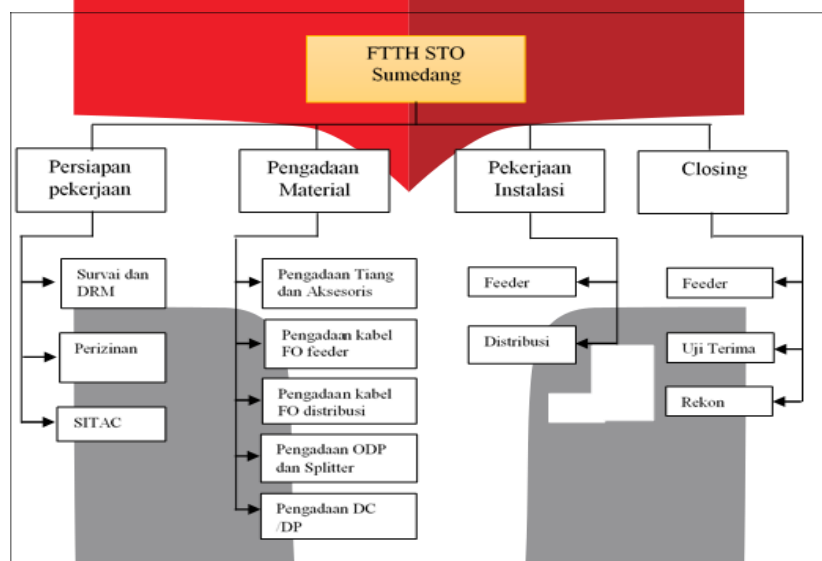 FTTH STO
Sumedang
Persiapan
pekerjaan
Pengadaan
Material
Pekerjaan
Instalasi
Closing
Survai dan
DRM
Perizinan
SITAC
Pengadaan Tiang
dan Aksesoris
Pengadaan kabel
FO feeder
Pengadaan kabel
FO distribusi
Pengadaan ODP
dan Splitter
Pengadaan DC
/DP
Feeder
Distribusi
Feeder
Uji Terima
Rekon